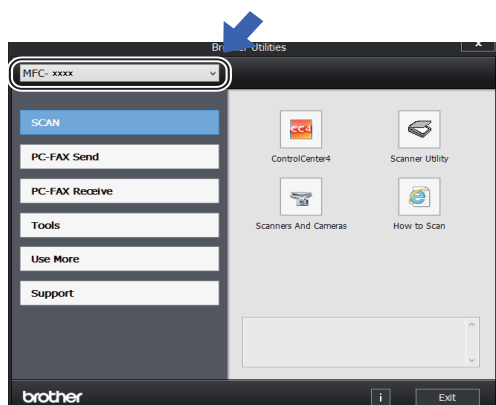 Brother Utilities
x
MFC- xxxx
SCAN
PC-FAX Send
PC-FAX Receive
Tools
Use More
Support
cc4
ControlCenter4
Scanner Utility
Scanners And Cameras
How to Scan
brother
i
Exit